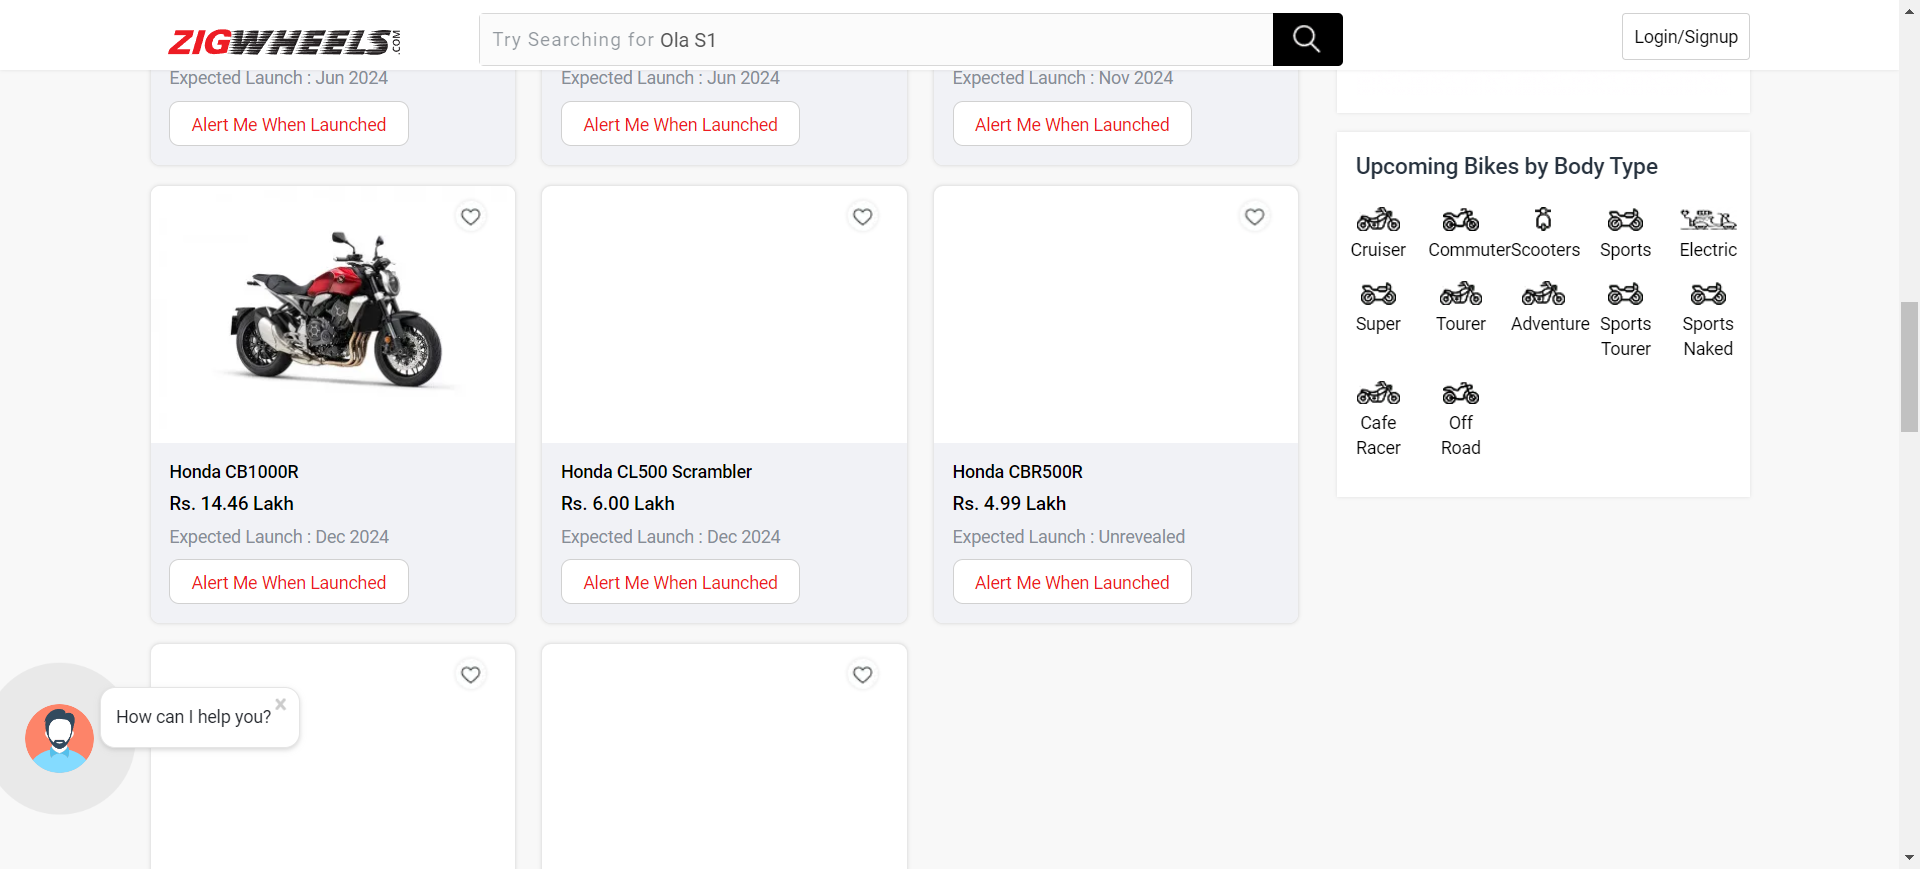 ZIGWHEELS.COM
Try Searching for Ola S1
Login/Signup
Expected Launch : Jun 2024
Expected Launch : Jun 2024
Expected Launch : Nov 2024
Alert Me When Launched
Alert Me When Launched
Alert Me When Launched
Honda CB1000R
Rs. 14.46 Lakh
Expected Launch : Dec 2024
Alert Me When Launched
Honda CL500 Scrambler
Rs. 6.00 Lakh
Expected Launch : Dec 2024
Alert Me When Launched
Honda CBR500R
Rs. 4.99 Lakh
Expected Launch : Unrevealed
Alert Me When Launched
Upcoming Bikes by Body Type
Cruiser
Commuter
Scooters
Sports
Electric
Super
Tourer
Adventure
Sports
Tourer
Sports
Naked
Cafe
Racer
Off
Road
How can I help you?
x